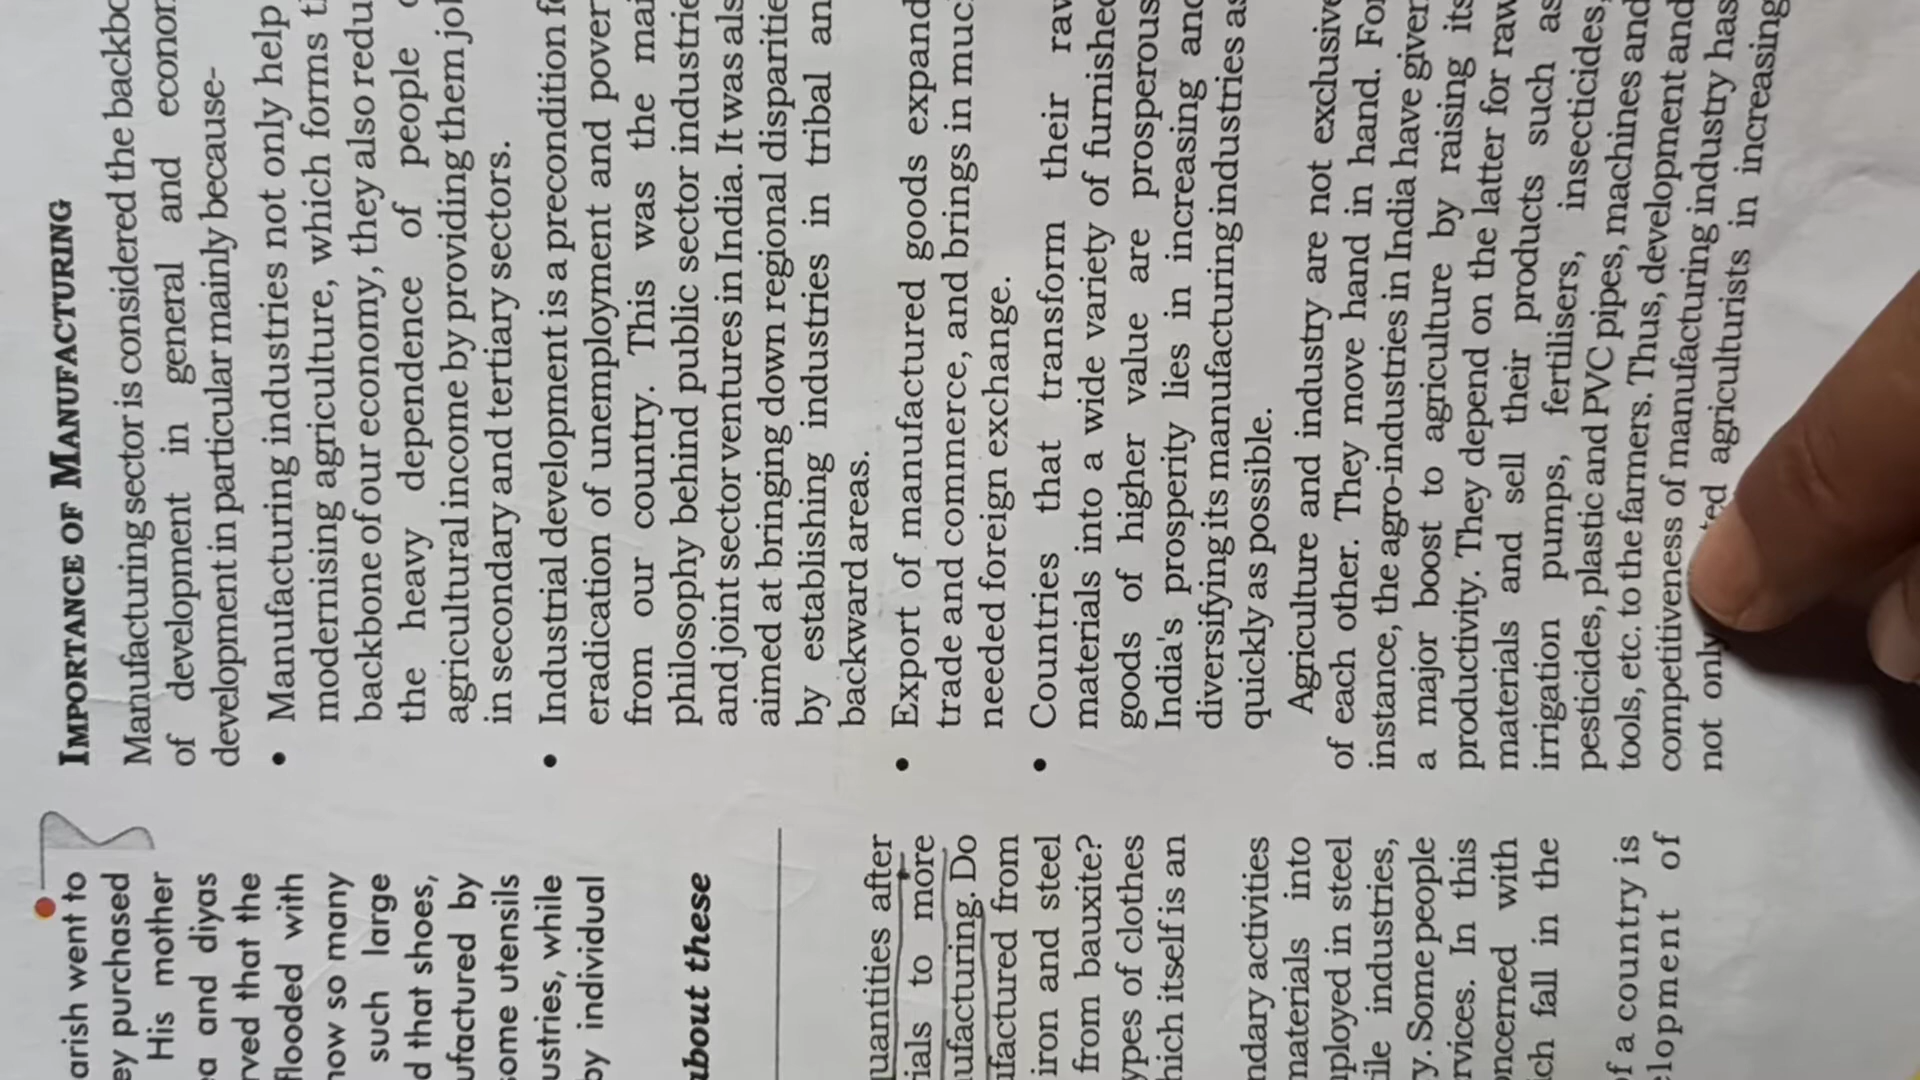 arish went to
ey purchased
His mother
a and diyas
rved that the
flooded with
now so many
such large
d that shoes,
ufactured by
some utensils
ustries, while
by individual
about these
quantities after
ials to more
ufacturing. Do
ufactured from
iron and steel
from bauxite?
ypes of clothes
hich itself is an
ndary activities
materials into
ployed in steel
tile industries,
y. Some people
rvices. In this
oncerned with
ch fall in the
of a country is
elopment of
IMPORTANCE OF MANUFACTURING
Manufacturing sector is considered the backbo
of development in general and econom
development in particular mainly because-
• Manufacturing industries not only help
modernising agriculture, which forms t
backbone of our economy, they also redu
the heavy dependence of people
agricultural income by providing them jo
in secondary and tertiary sectors.
• Industrial development is a precondition f
eradication of unemployment and pover
from our country. This was the mai
philosophy behind public sector industrie
and joint sector ventures in India. It was als
aimed at bringing down regional disparitie
by establishing industries in tribal an
backward areas.
• Export of manufactured goods expand
trade and commerce, and brings in muc
needed foreign exchange.
• Countries that transform their raw
materials into a wide variety of furnished
goods of higher value are prosperous
India's prosperity lies in increasing and
diversifying its manufacturing industries as
quickly as possible.
Agriculture and industry are not exclusive
of each other. They move hand in hand. For
instance, the agro-industries in India have given
a major boost to agriculture by raising its
productivity. They depend on the latter for raw
materials and sell their products such as
irrigation pumps, fertilisers, insecticides,
pesticides, plastic and PVC pipes, machines and
tools, etc. to the farmers. Thus, development and
competitiveness of manufacturing industry has
not only ted agriculturists in increasing